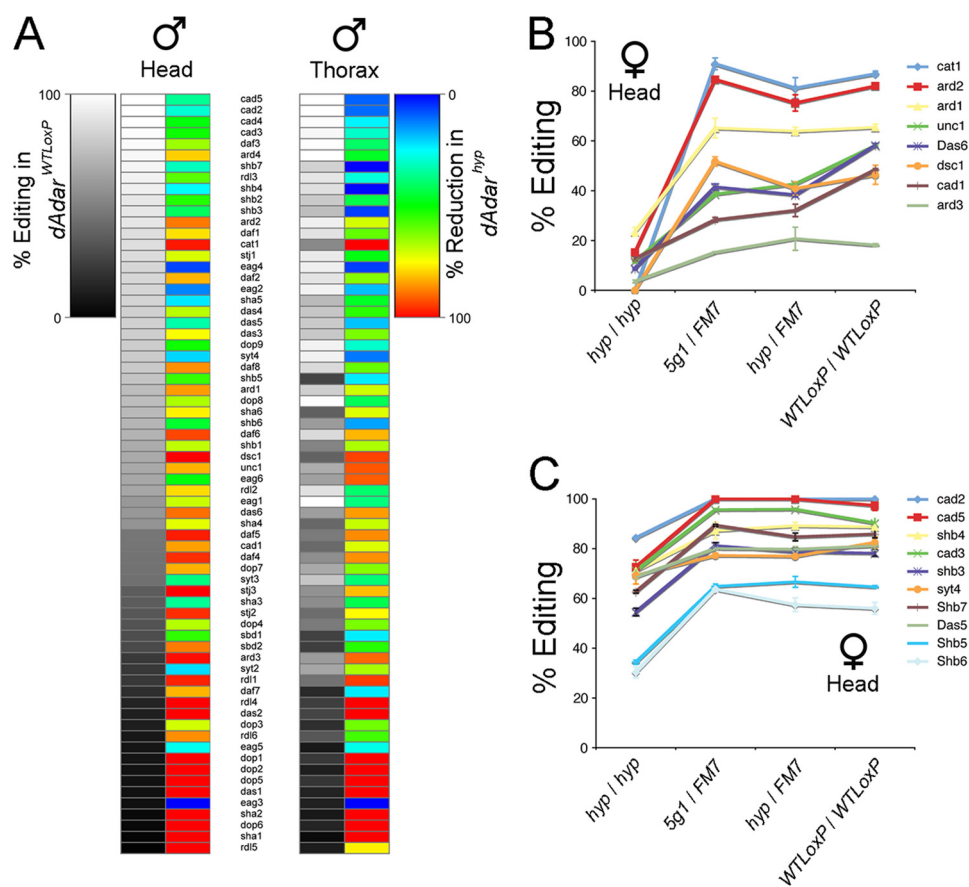 A
♂
♂
Head
Thorax
100
0
% Editing in
dAdar WTLoxP
0
100
% Reduction in
dAdar hyp
cad5
cad2
cad4
cad3
daf3
ard4
shb7
rdl3
shb4
shb2
shb3
ard2
daf1
cat1
stj1
eag4
daf2
eag2
sha5
das4
das5
das3
dop9
syt4
daf8
shb5
ard1
dop8
sha6
shb6
daf6
shb1
dsc1
unc1
eag6
rdl2
eag1
das6
sha4
daf5
cad1
daf4
dop7
syt3
stj3
sha3
stj2
dop4
sbd1
sbd2
ard3
syt2
rdl1
daf7
rdl4
das2
dop3
rdl6
eag5
dop1
dop2
dop5
das1
eag3
sha2
dop6
sha1
rdl5
B
♀
Head
% Editing
100
80
60
40
20
0
hyp / hyp
5g1 / FM7
hyp / FM7
WTLoxP / WTLoxP
cat1
ard2
ard1
unc1
Das6
dsc1
cad1
ard3
C
♀
Head
% Editing
100
80
60
40
20
0
hyp / hyp
5g1 / FM7
hyp / FM7
WTLoxP / WTLoxP
cad2
cad5
shb4
cad3
shb3
syt4
Shb7
Das5
Shb5
Shb6